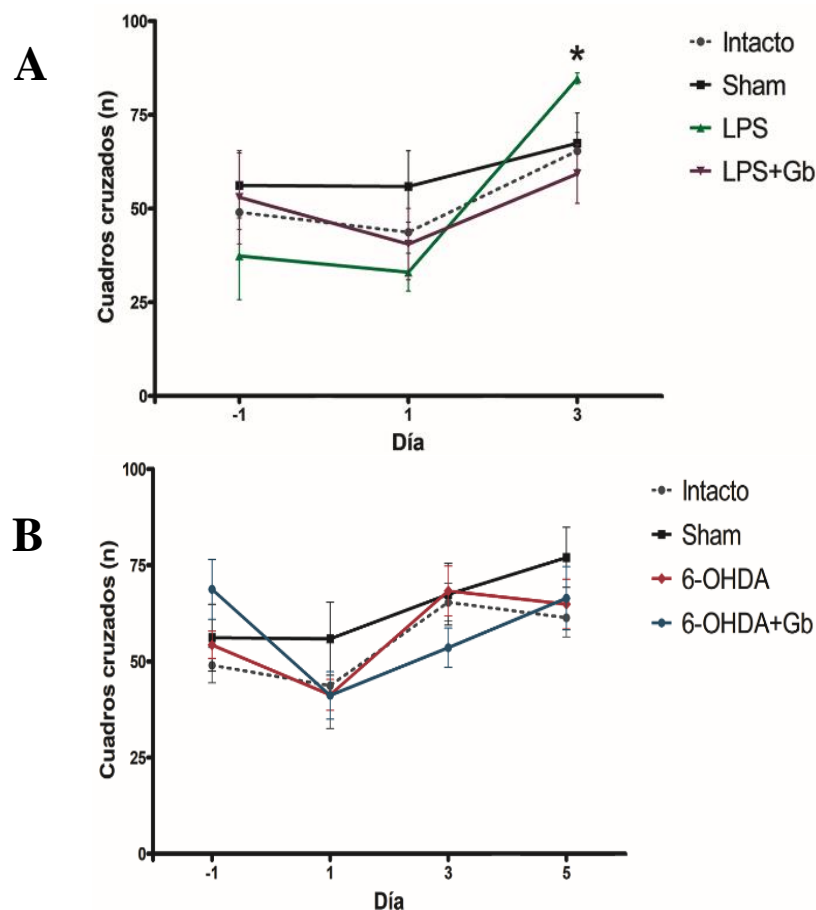 A
100
75
50
25
0
Cuadros cruzados (n)
*
-1 1 3
Día
Intacto
Sham
LPS
LPS+Gb
B
100
75
50
25
0
Cuadros cruzados (n)
-1 1 3 5
Día
Intacto
Sham
6-OHDA
6-OHDA+Gb